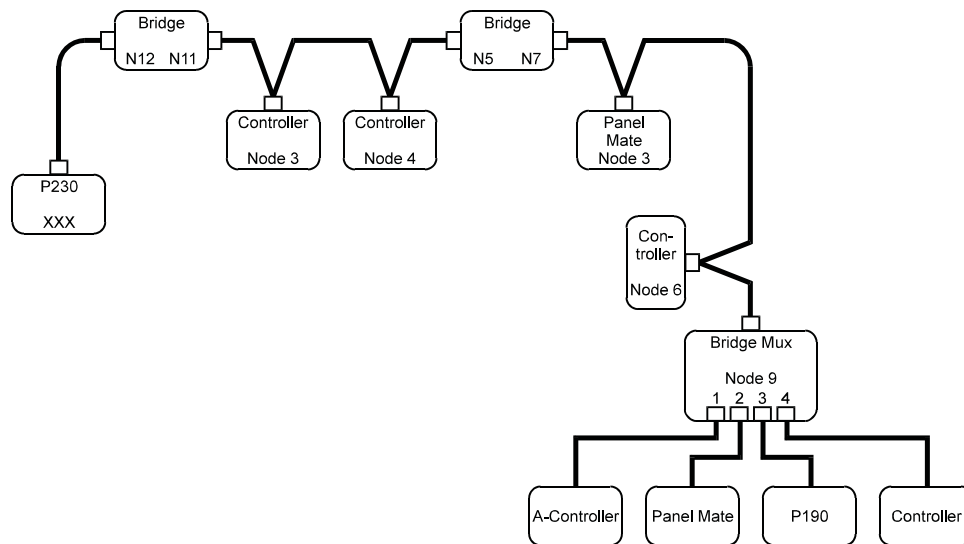 Bridge
N12 N11
Bridge
N5 N7
Controller
Node 3
Controller
Node 4
Panel
Mate
Node 3
P230
XXX
Con-
troller
Node 6
Bridge Mux
Node 9
1 2 3 4
A-Controller
Panel Mate
P190
Controller